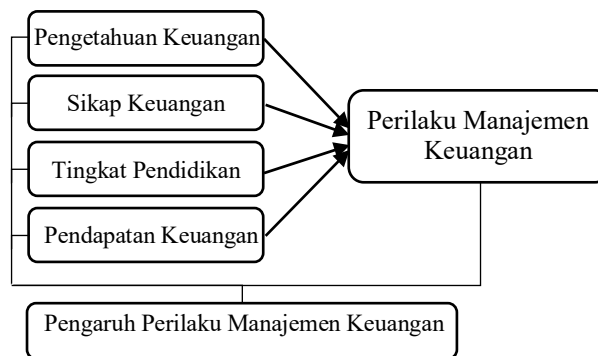 Pengetahuan Keuangan
Sikap Keuangan
Tingkat Pendidikan
Pendapatan Keuangan
Perilaku Manajemen
Keuangan
Pengaruh Perilaku Manajemen Keuangan